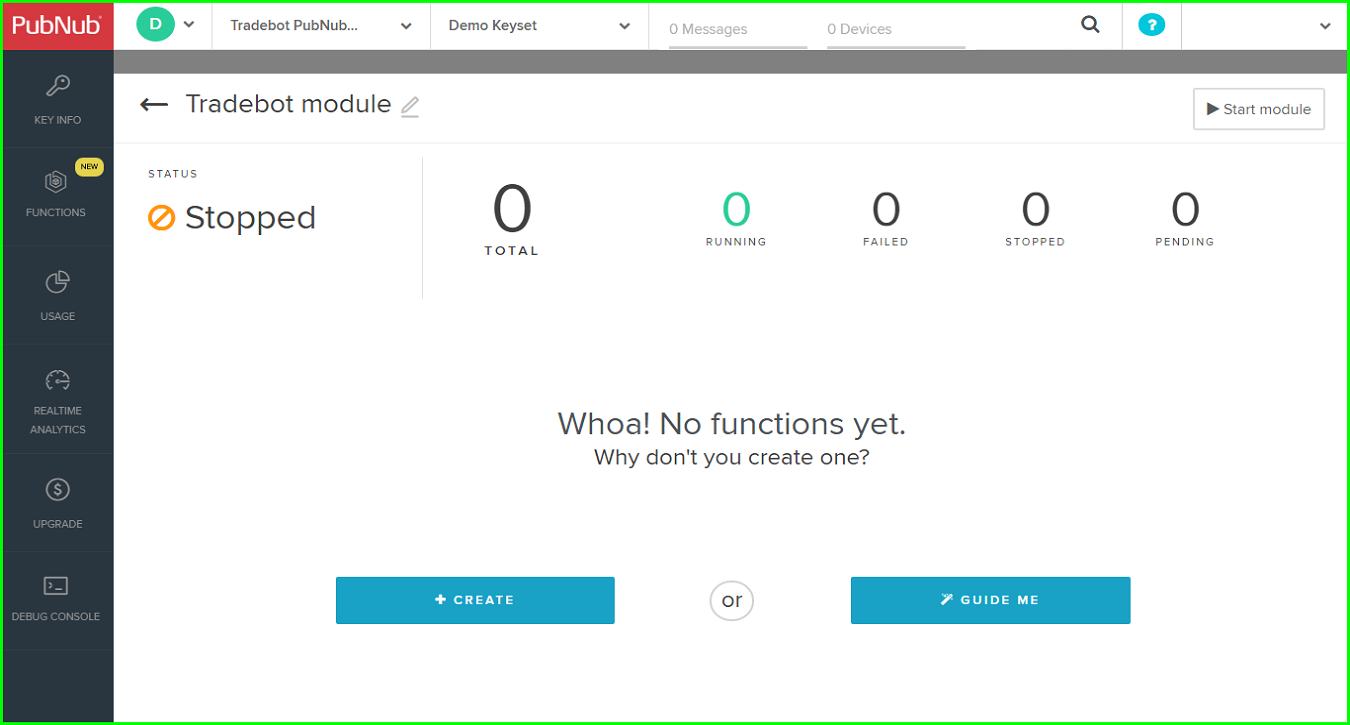 PubNub
D
Tradebot PubNub...
Demo Keyset
0 Messages
0 Devices
?
KEY INFO
NEW
FUNCTIONS
USAGE
REALTIME
ANALYTICS
UPGRADE
DEBUG CONSOLE
Tradebot module
Start module
STATUS
Stopped
0
TOTAL
0
RUNNING
0
FAILED
0
STOPPED
0
PENDING
Whoa! No functions yet.
Why don't you create one?
CREATE
or
GUIDE ME